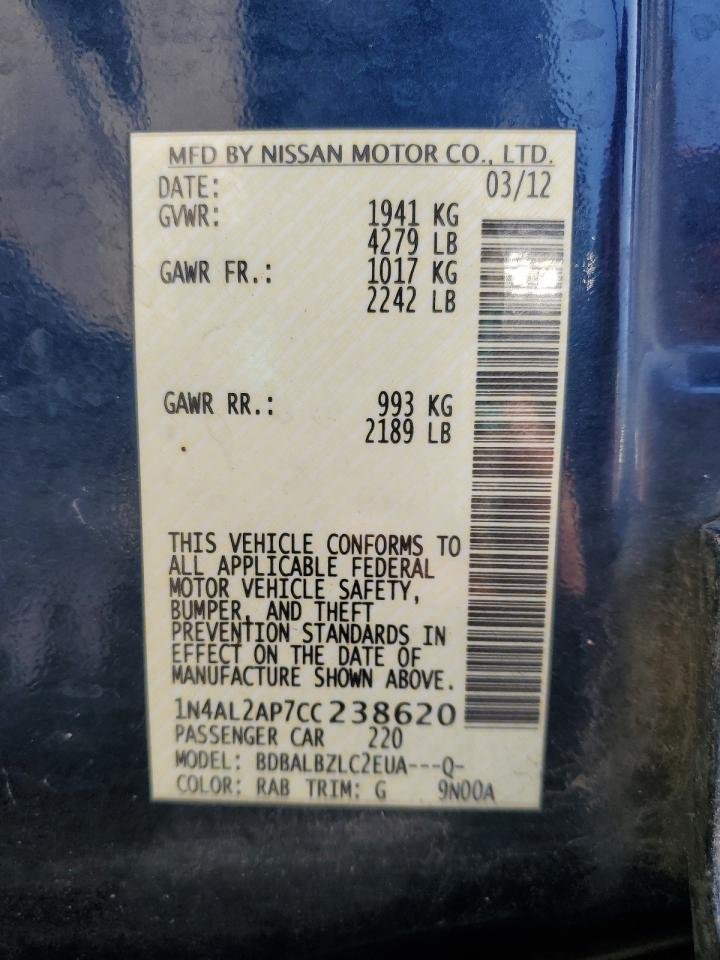 MFD BY NISSAN MOTOR CO., LTD.
DATE: 03/12
GVWR: 1941 KG
4279 LB
GAWR FR.: 1017 KG
2242 LB
GAWR RR.: 993 KG
2189 LB
THIS VEHICLE CONFORMS TO
ALL APPLICABLE FEDERAL
MOTOR VEHICLE SAFETY,
BUMPER, AND THEFT
PREVENTION STANDARDS IN
EFFECT ON THE DATE OF
MANUFACTURE SHOWN ABOVE.
1N4AL2AP7CC238620
PASSENGER CAR 220
MODEL: BDBALBZLC2EUA---Q-
COLOR: RAB TRIM: G 9N00A